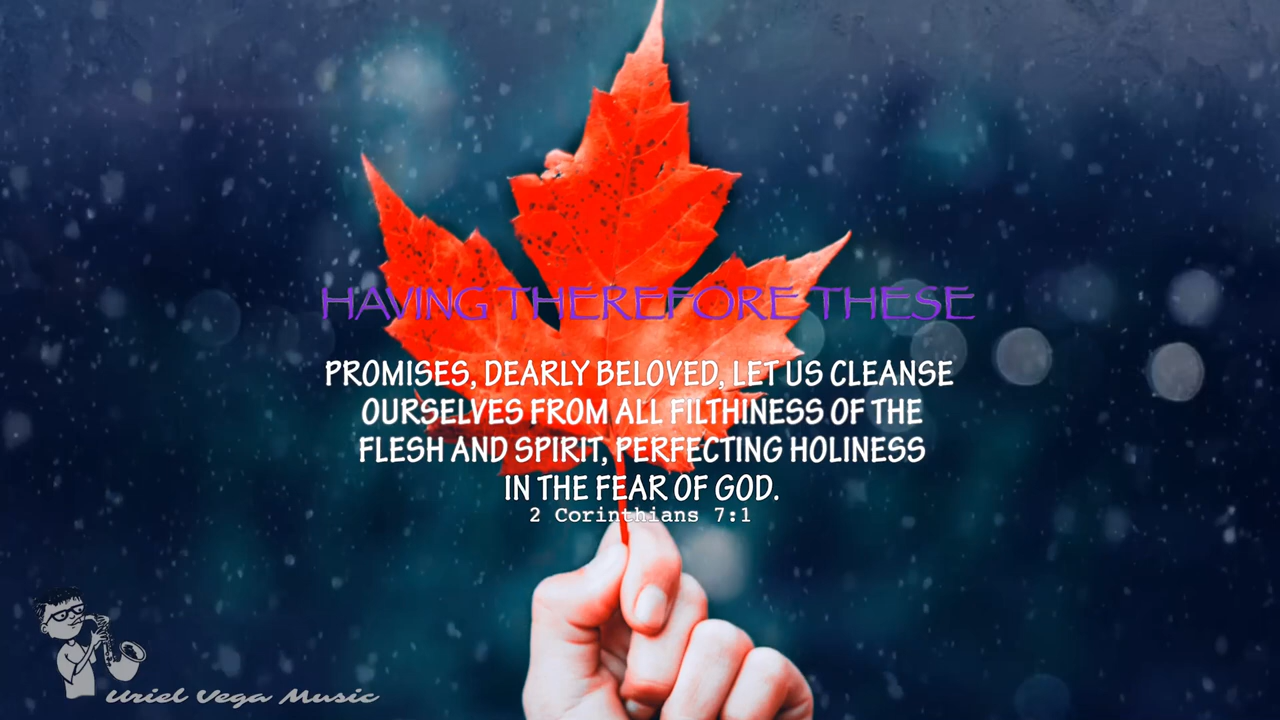 HAVING THEREFORE THESE
PROMISES, DEARLY BELOVED, LET US CLEANSE
OURSELVES FROM ALL FILTHINESS OF THE
FLESH AND SPIRIT, PERFECTING HOLINESS
IN THE FEAR OF GOD.
2 Corinthians 7:1
Uriel Vega Music